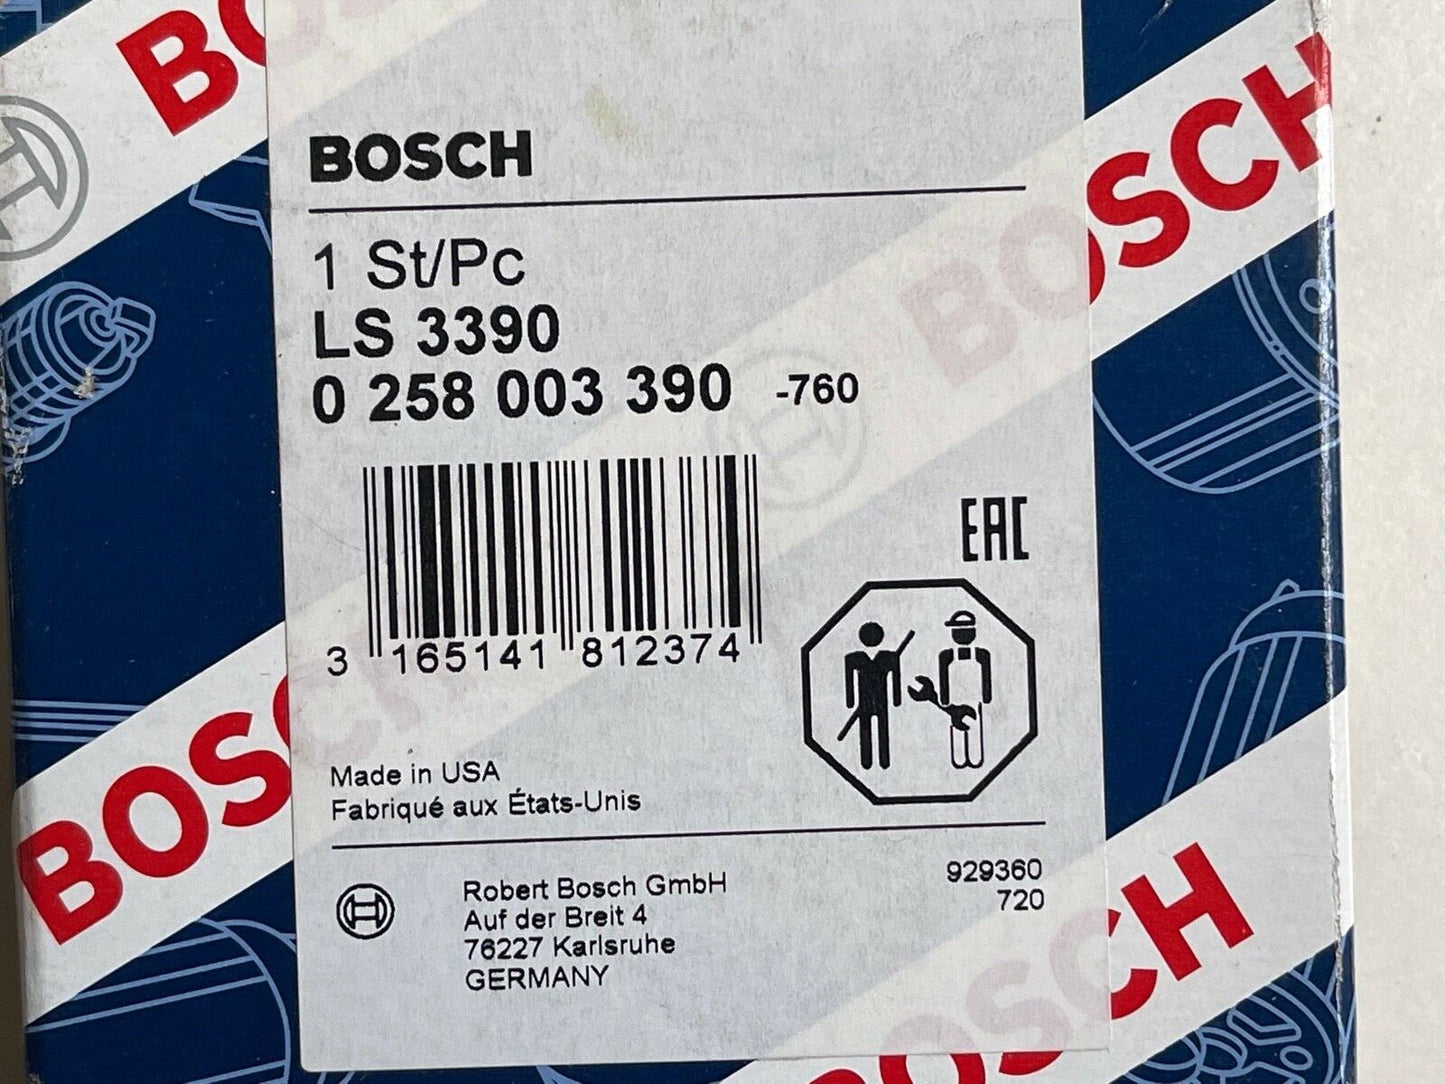 BOSCH
BOSCH
BOSCH
1 St/Pc
LS 3390
0 258 003 390 -760
EAC
3 165141 812374
Made in USA
Fabriqué aux États-Unis
BOSCH
Robert Bosch GmbH
Auf der Breit 4
76227 Karlsruhe
GERMANY
929360
720
BOSCH